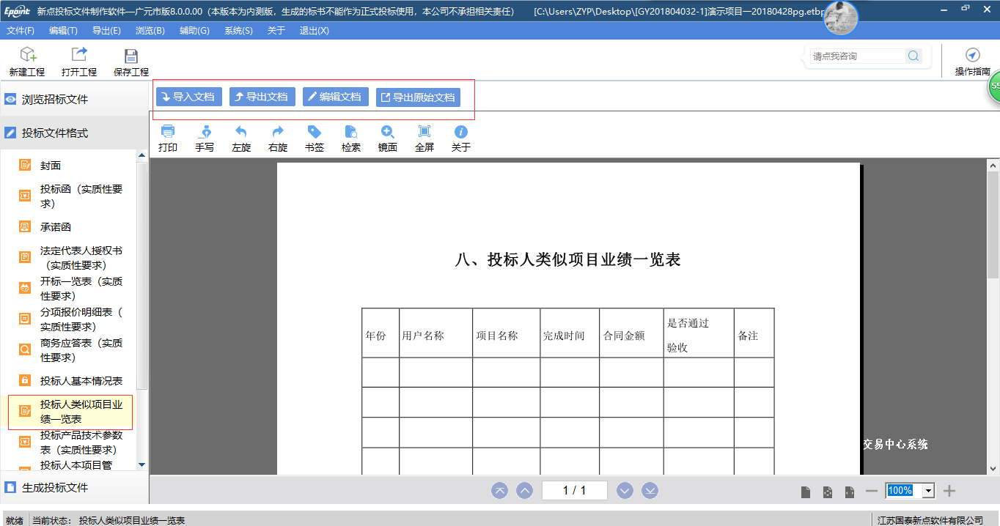 Epoint 新点投标文件制作软件—广元市版8.0.0.00（本版本为内测版，生成的标书不能作为正式投标使用，本公司不承担相关责任） [C:\Users\ZYP\Desktop\[GY201804032-1]演示项目一20180428pg.etbp
文件(F) 编辑(T) 导出(E) 浏览(B) 辅助(G) 系统(S) 关于 退出(X)
请点我咨询
新建工程 打开工程 保存工程 操作指南
55
浏览招标文件
导入文档 导出文档 编辑文档 导出原始文档
投标文件格式
打印 手写 左旋 右旋 书签 检索 镜面 全屏 关于
封面
投标函（实质性要
求）
承诺函
法定代表人授权书
（实质性要求）
开标一览表（实质
性要求）
分项报价明细表（
实质性要求）
商务应答表（实质
性要求）
投标人基本情况表
投标人类似项目业
绩一览表
投标产品技术参数
表（实质性要求）
投标人本项目管
生成投标文件
八、投标人类似项目业绩一览表
年份 用户名称 项目名称 完成时间 合同金额 是否通过
验收 备注
交易中心系统
1 / 1
100%
就绪 当前状态： 投标人类似项目业绩一览表 江苏国泰新点软件有限公司